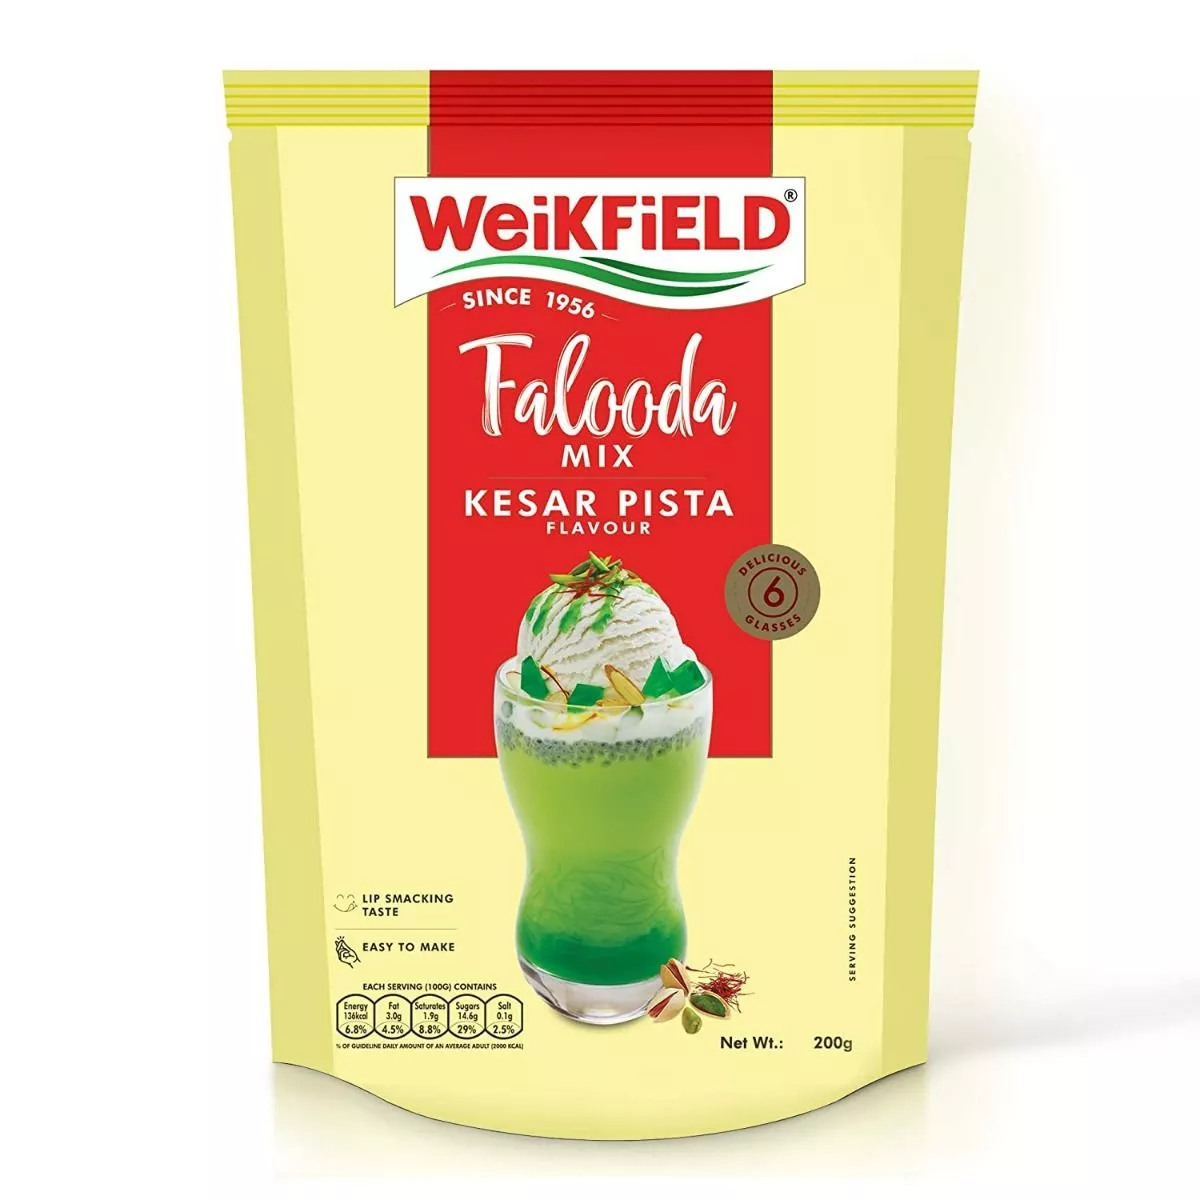 WeiKFiELD®
SINCE 1956
Falooda
MIX
KESAR PISTA
FLAVOUR
DELICIOUS
6
GLASSES
LIP SMACKING
TASTE
EASY TO MAKE
SERVING SUGGESTION
EACH SERVING (100G) CONTAINS
Energy Fat Saturates Sugars Salt
136kcal 3.0g 1.9g 14.6g 0.1g
6.8% 4.5% 8.8% 29% 2.5%
% OF GUIDELINE DAILY AMOUNT OF AN AVERAGE ADULT (2000 KCAL)
Net Wt.: 200g